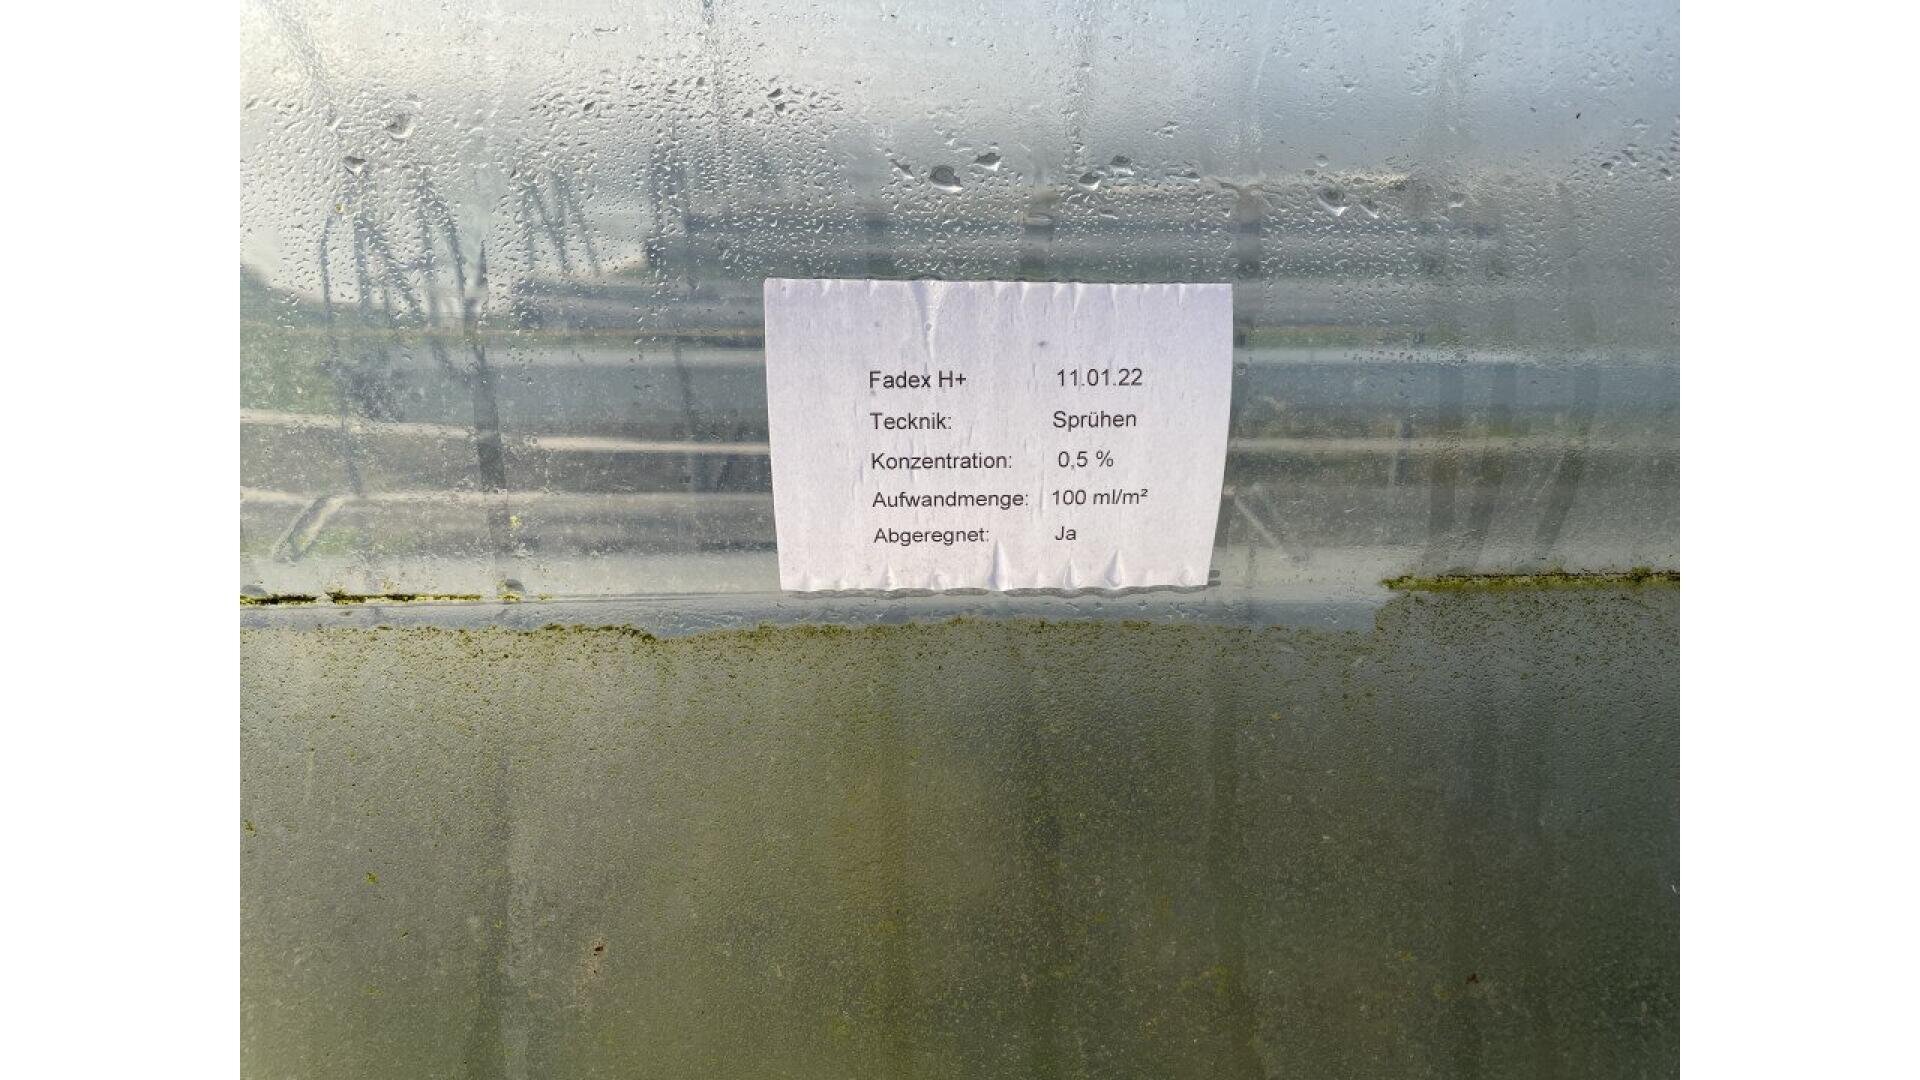 Fadex H+ 11.01.22
Tecknik: Sprühen
Konzentration: 0,5 %
Aufwandmenge: 100 ml/m²
Abgeregnet: Ja